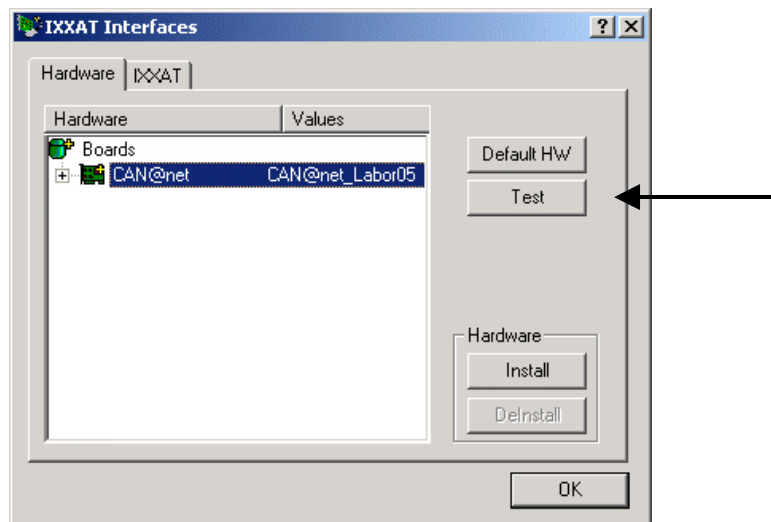 IXXAT Interfaces
Hardware IXXAT
Hardware Values
Boards
CAN@net CAN@net_Labor05
Default HW
Test
Hardware
Install
DeInstall
OK